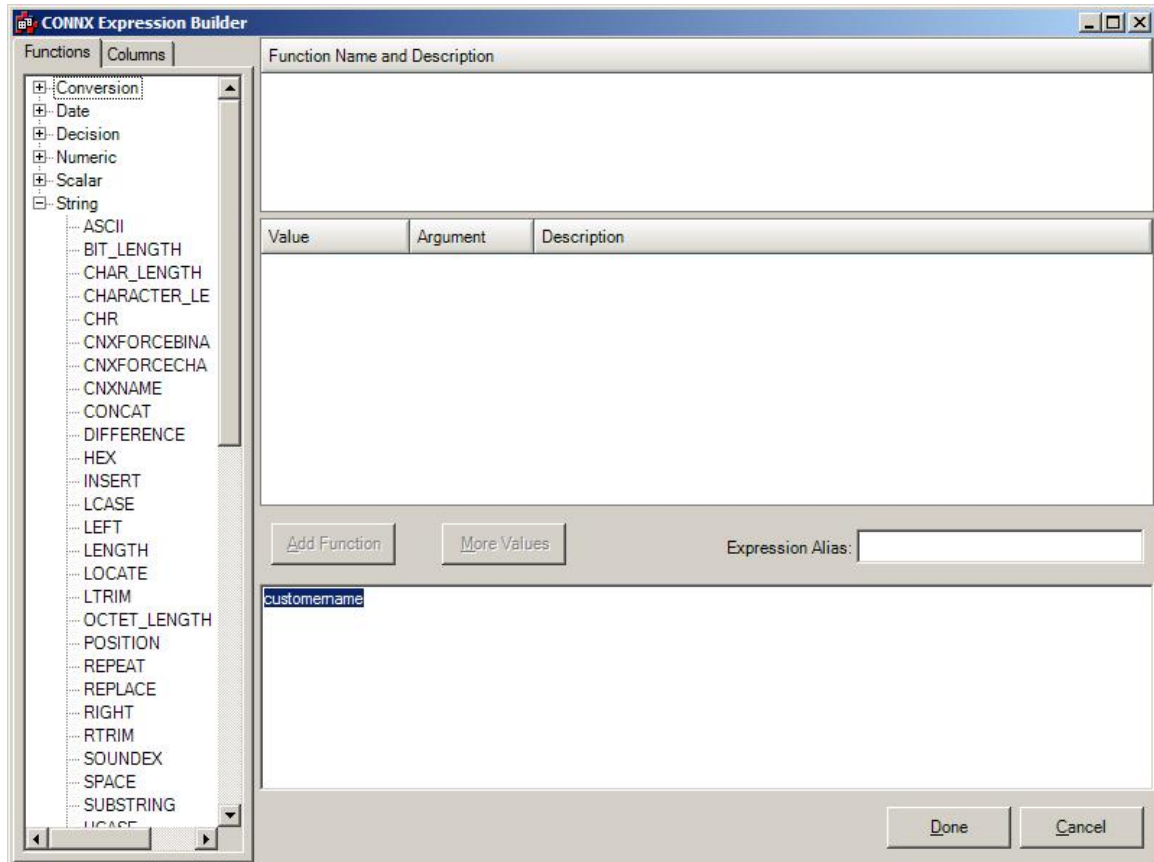 CONNX Expression Builder
Functions
Columns
Function Name and Description
Conversion
Date
Decision
Numeric
Scalar
String
ASCII
BIT_LENGTH
CHAR_LENGTH
CHARACTER_LE
CHR
CNXFORCEBINA
CNXFORCECHA
CNXNAME
CONCAT
DIFFERENCE
HEX
INSERT
LCASE
LEFT
LENGTH
LOCATE
LTRIM
OCTET_LENGTH
POSITION
REPEAT
REPLACE
RIGHT
RTRIM
SOUNDEX
SPACE
SUBSTRING
UCASE
Value Argument Description
Add Function
More Values
Expression Alias:
customername
Done
Cancel